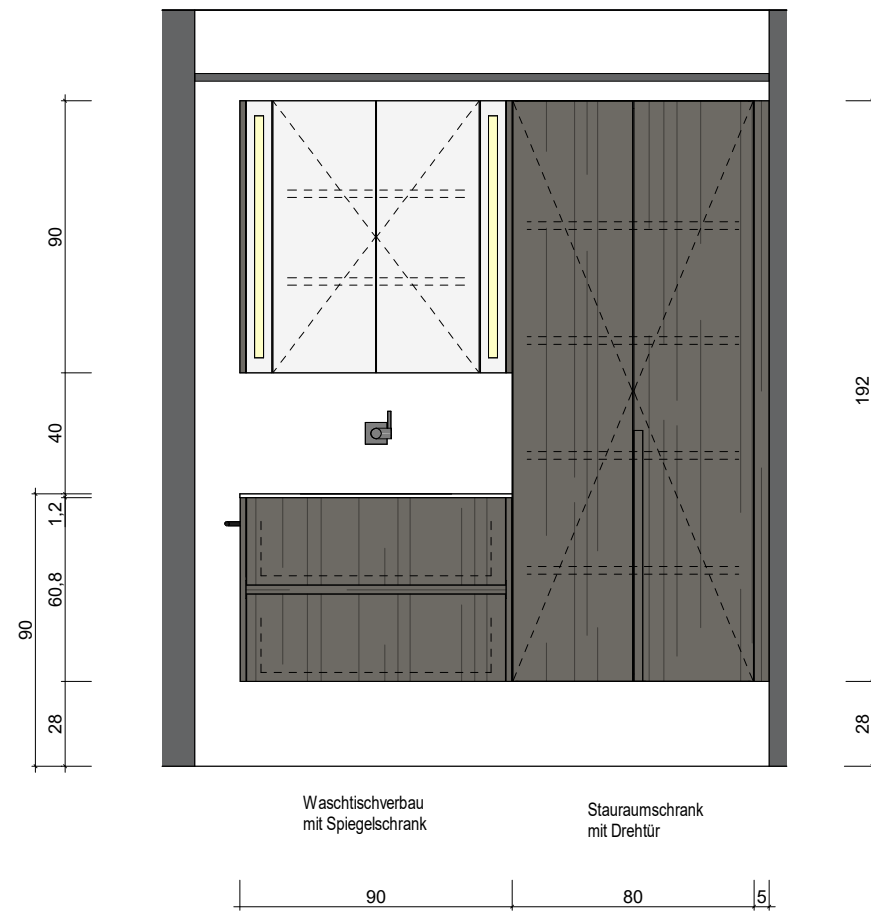 90
40
1,2
60,8
90
28
192
28
Waschtischverbau
mit Spiegelschrank
Stauraumschrank
mit Drehtür
90
80
5